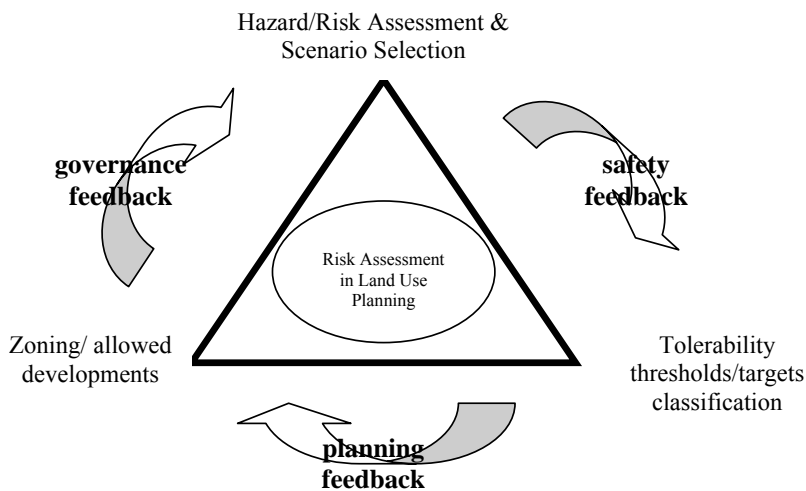 Hazard/Risk Assessment &
Scenario Selection
governance
feedback
safety
feedback
Risk Assessment
in Land Use
Planning
Zoning/ allowed
developments
Tolerability
thresholds/targets
classification
planning
feedback